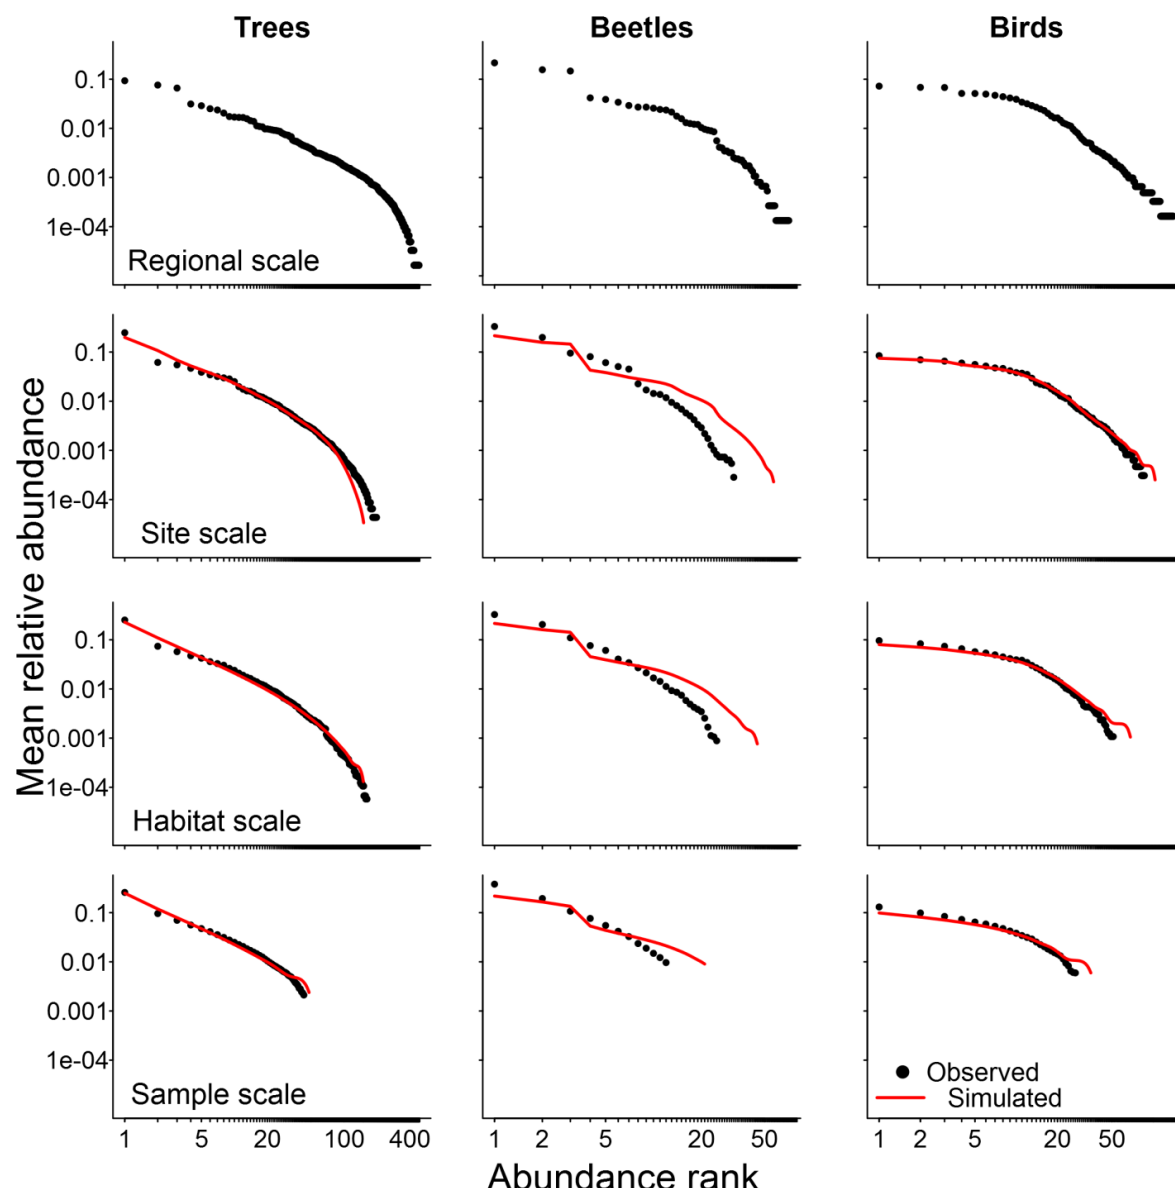 Trees Beetles Birds
0.1
0.01
0.001
1e-04
Regional scale
Mean relative abundance
0.1
0.01
0.001
1e-04
Site scale
0.1
0.01
0.001
1e-04
Habitat scale
0.1
0.01
0.001
1e-04
Sample scale
Observed
Simulated
1 5 20 100 400 1 2 5 20 50 1 2 5 20 50
Abundance rank